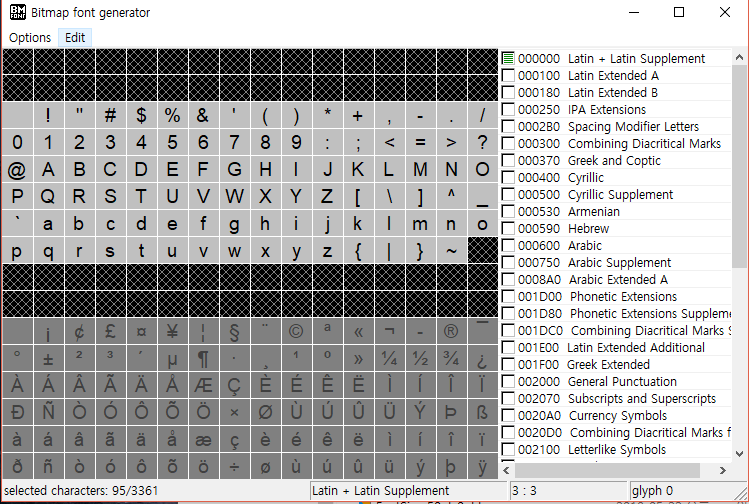 BM FONT Bitmap font generator
Options Edit
! " # $ % & ' ( ) * + , - . /
0 1 2 3 4 5 6 7 8 9 : ; < = > ?
@ A B C D E F G H I J K L M N O
P Q R S T U V W X Y Z [ \ ] ^ _
` a b c d e f g h i j k l m n o
p q r s t u v w x y z { | } ~
¡ ¢ £ ¤ ¥ ¦ § ¨ © ª « ¬ - ® ¯
° ± ² ³ ´ µ ¶ · ¸ ¹ º » ¼ ½ ¾ ¿
À Á Â Ã Ä Å Æ Ç È É Ê Ë Ì Í Î Ï
Ð Ñ Ò Ó Ô Õ Ö × Ø Ù Ú Û Ü Ý Þ ß
à á â ã ä å æ ç è é ê ë ì í î ï
ð ñ ò ó ô õ ö ÷ ø ù ú û ü ý þ ÿ
000000 Latin + Latin Supplement
000100 Latin Extended A
000180 Latin Extended B
000250 IPA Extensions
0002B0 Spacing Modifier Letters
000300 Combining Diacritical Marks
000370 Greek and Coptic
000400 Cyrillic
000500 Cyrillic Supplement
000530 Armenian
000590 Hebrew
000600 Arabic
000750 Arabic Supplement
0008A0 Arabic Extended A
001D00 Phonetic Extensions
001D80 Phonetic Extensions Suppleme
001DC0 Combining Diacritical Marks S
001E00 Latin Extended Additional
001F00 Greek Extended
002000 General Punctuation
002070 Subscripts and Superscripts
0020A0 Currency Symbols
0020D0 Combining Diacritical Marks f
002100 Letterlike Symbols
selected characters: 95/3361
Latin + Latin Supplement
3 : 3
glyph 0